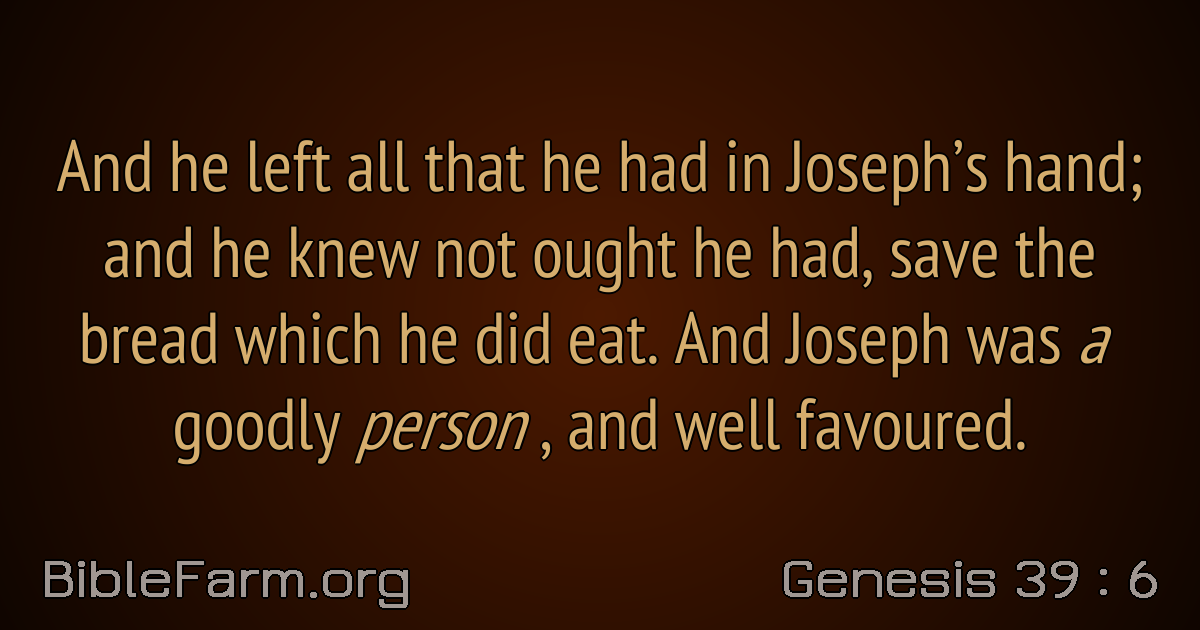 And he left all that he had in Joseph’s hand;
and he knew not ought he had, save the
bread which he did eat. And Joseph was a
goodly person , and well favoured.
BibleFarm.org
Genesis 39 : 6